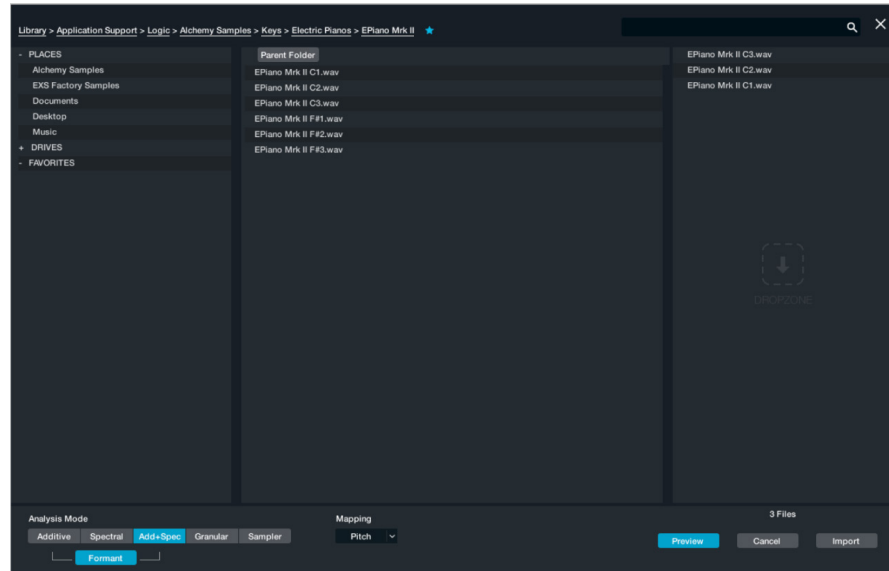 Library > Application Support > Logic > Alchemy Samples > Keys > Electric Pianos > EPiano Mrk II
- PLACES
Alchemy Samples
EXS Factory Samples
Documents
Desktop
Music
+ DRIVES
- FAVORITES
Parent Folder
EPiano Mrk II C1.wav
EPiano Mrk II C2.wav
EPiano Mrk II C3.wav
EPiano Mrk II F#1.wav
EPiano Mrk II F#2.wav
EPiano Mrk II F#3.wav
EPiano Mrk II C3.wav
EPiano Mrk II C2.wav
EPiano Mrk II C1.wav
DROPZONE
Analysis Mode
Additive Spectral Add+Spec Granular Sampler
Formant
Mapping
Pitch
3 Files
Preview Cancel Import